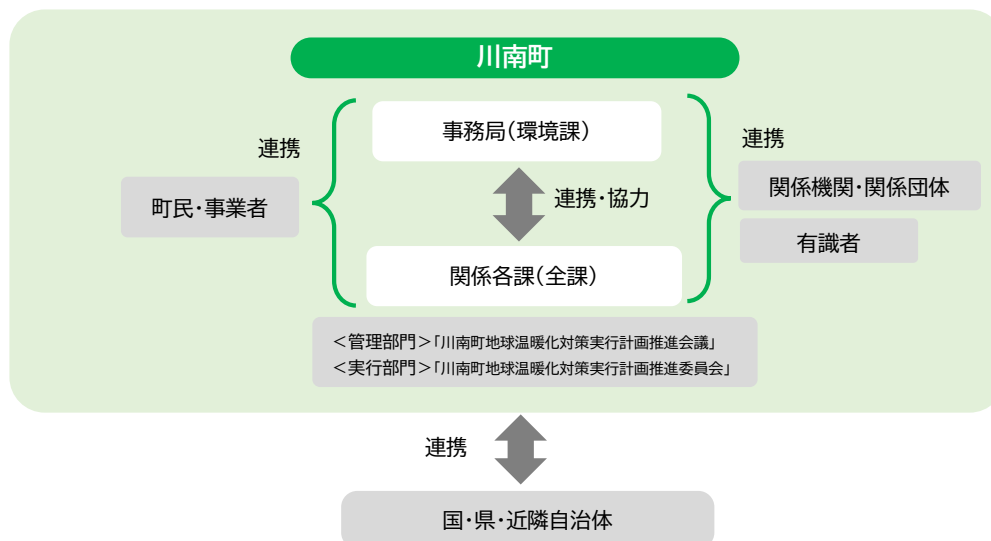 川南町
事務局(環境課)
連携
連携
町民・事業者
連携・協力
関係機関・関係団体
有識者
関係各課(全課)
<管理部門>「川南町地球温暖化対策実行計画推進会議」
<実行部門>「川南町地球温暖化対策実行計画推進委員会」
連携
国・県・近隣自治体